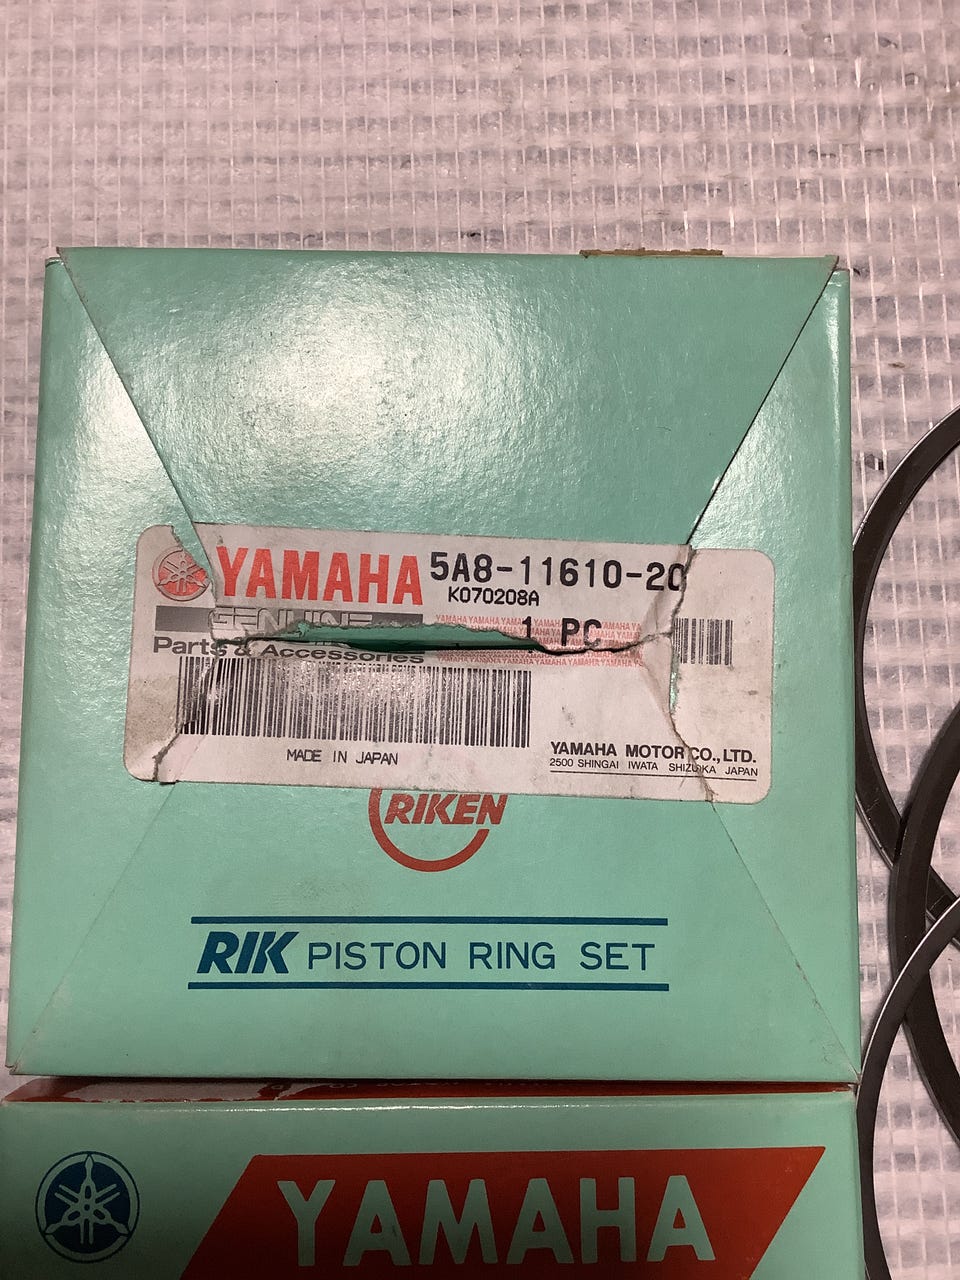 YAMAHA 5A8-11610-20
K070208A
GENUINE 1 PC
Parts & Accessories
MADE IN JAPAN
YAMAHA MOTOR CO., LTD.
2500 SHINGAI IWATA SHIZUOKA JAPAN
RIKEN
RIK PISTON RING SET
YAMAHA